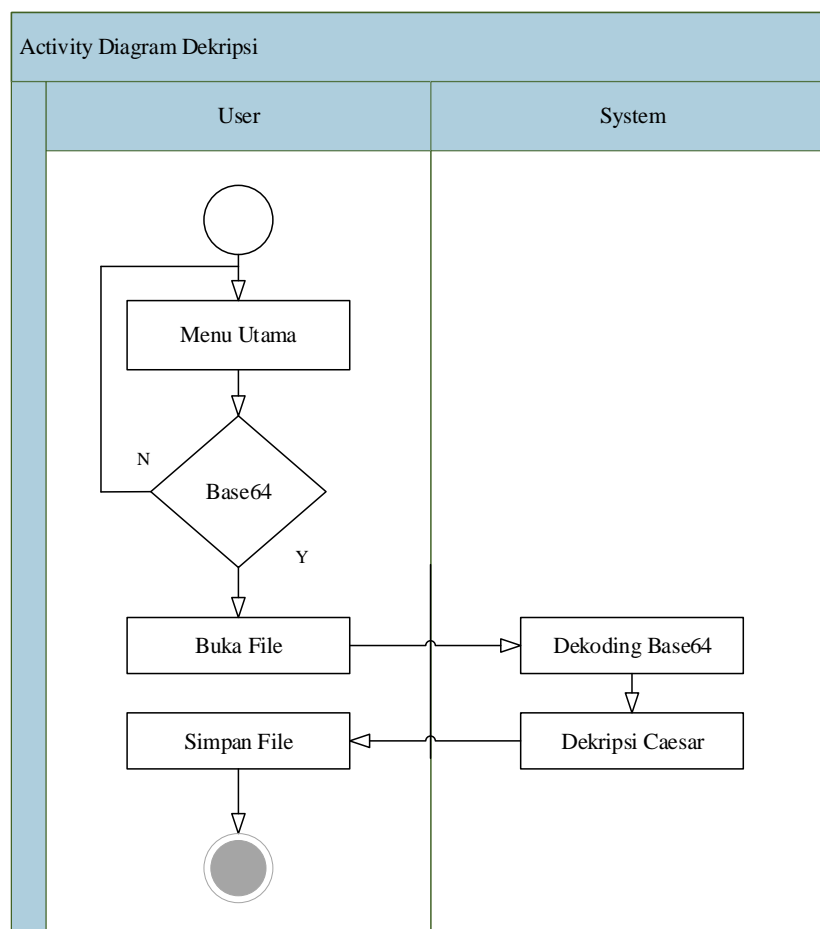 Activity Diagram Dekripsi
User
System
Menu Utama
N
Base64
Y
Buka File
Dekoding Base64
Simpan File
Dekripsi Caesar